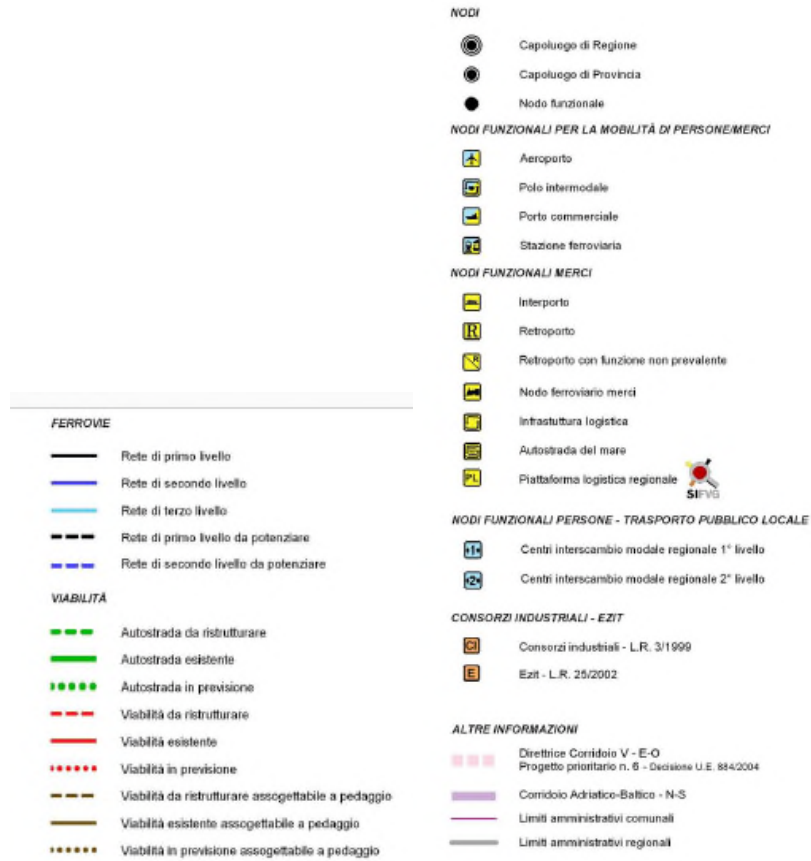 FERROVIE
Rete di primo livello
Rete di secondo livello
Rete di terzo livello
Rete di primo livello da potenziare
Rete di secondo livello da potenziare
VIABILITÀ
Autostrada da ristrutturare
Autostrada esistente
Autostrada in previsione
Viabilità da ristrutturare
Viabilità esistente
Viabilità in previsione
Viabilità da ristrutturare assogettabile a pedaggio
Viabilità esistente assogettabile a pedaggio
Viabilità in previsione assogettabile a pedaggio
NODI
Capoluogo di Regione
Capoluogo di Provincia
Nodo funzionale
NODI FUNZIONALI PER LA MOBILITÀ DI PERSONE/MERCI
Aeroporto
Polo intermodale
Porto commerciale
Stazione ferroviaria
NODI FUNZIONALI MERCI
Interporto
R Retroporto
R Retroporto con funzione non prevalente
Nodo ferroviario merci
Infrastuttura logistica
Autostrada del mare
PL Piattaforma logistica regionale
SIFVG
NODI FUNZIONALI PERSONE - TRASPORTO PUBBLICO LOCALE
1 Centri interscambio modale regionale 1° livello
2 Centri interscambio modale regionale 2° livello
CONSORZI INDUSTRIALI - EZIT
CI Consorzi industriali - L.R. 3/1999
E Ezit - L.R. 25/2002
ALTRE INFORMAZIONI
Direttrice Corridoio V - E-O
Progetto prioritario n. 6 - Decisione U.E. 884/2004
Corridoio Adriatico-Baltico - N-S
Limiti amministrativi comunali
Limiti amministrativi regionali